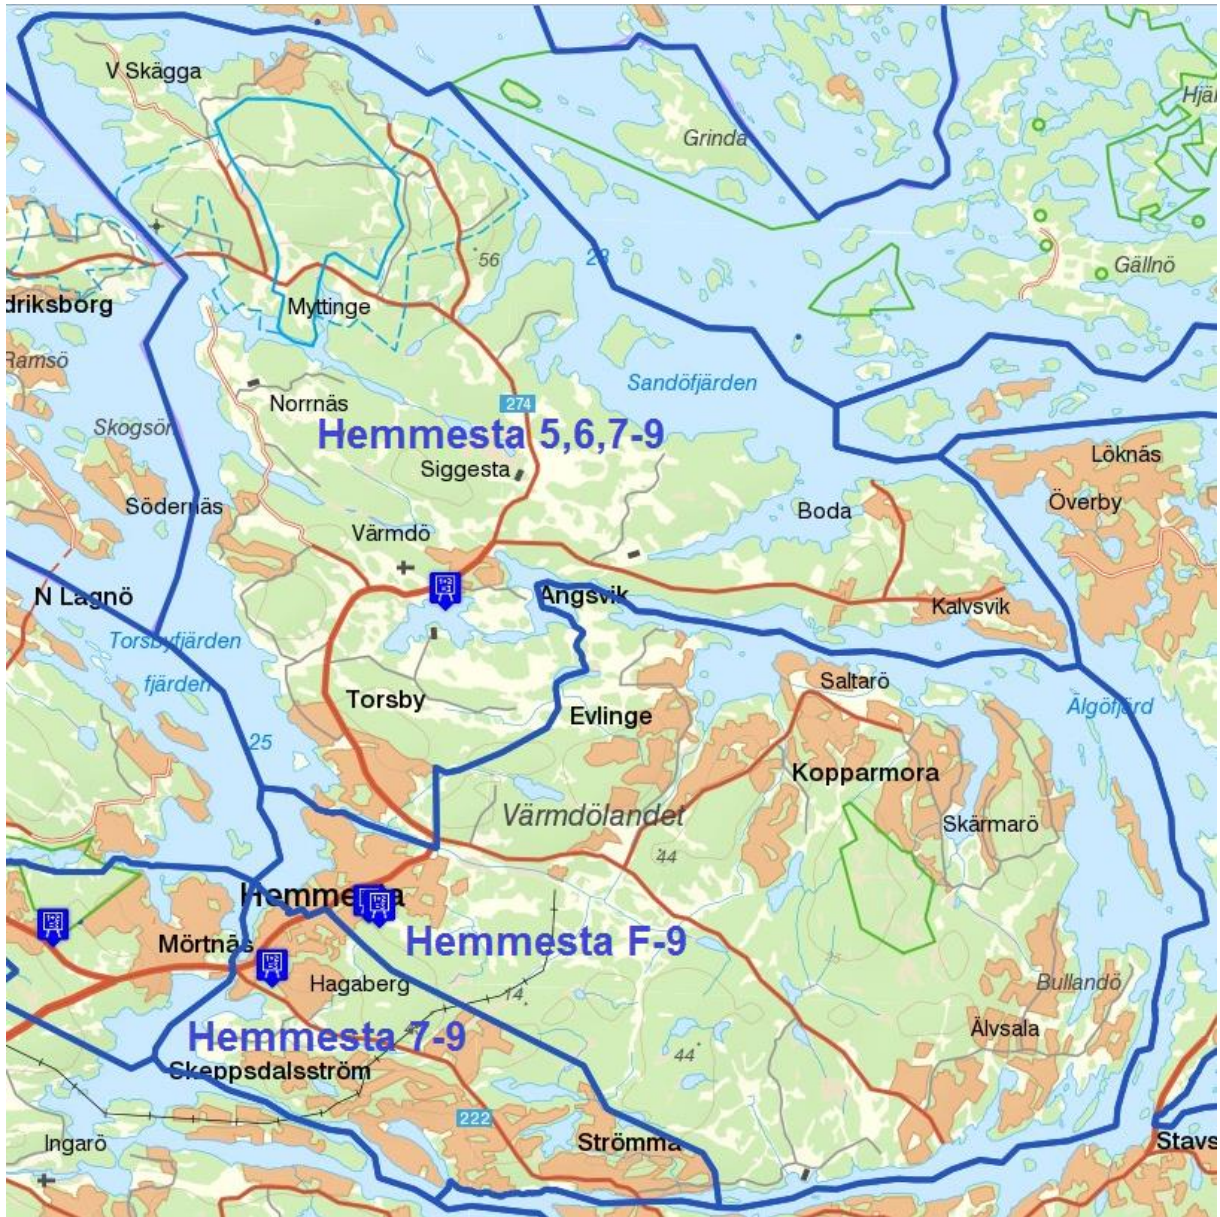 V Skägga
Grinda
28
56
Gällnö
Myttinge
driksborg
Ramsö
Sandöfjärden
Norrnäs
274
Skogsön
Hemmesta 5,6,7-9
Löknäs
Siggesta
Överby
Södernäs
Boda
Värmdö
N Lagnö
Ängsvik
Kalvsvik
Torsbyfjärden
fjärden
Saltarö
Torsby
Evlinge
Älgöfjärd
25
Kopparmora
Värmdölandet
Skärmarö
44
Mörtnäs
Hemmesta F-9
Hagaberg
Bullandö
14
Hemmesta 7-9
Älvsala
44
Skeppsdalsström
222
Ingarö
Strömma
Stavs